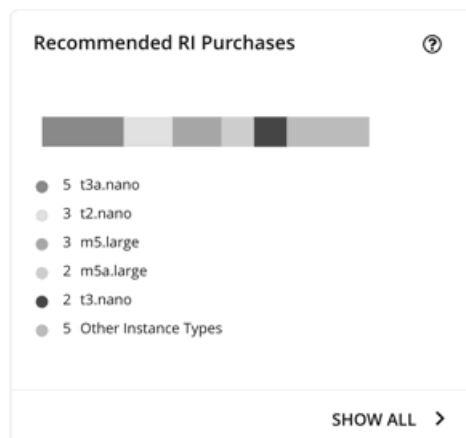 Recommended RI Purchases
5 t3a.nano
3 t2.nano
3 m5.large
2 m5a.large
2 t3.nano
5 Other Instance Types
SHOW ALL